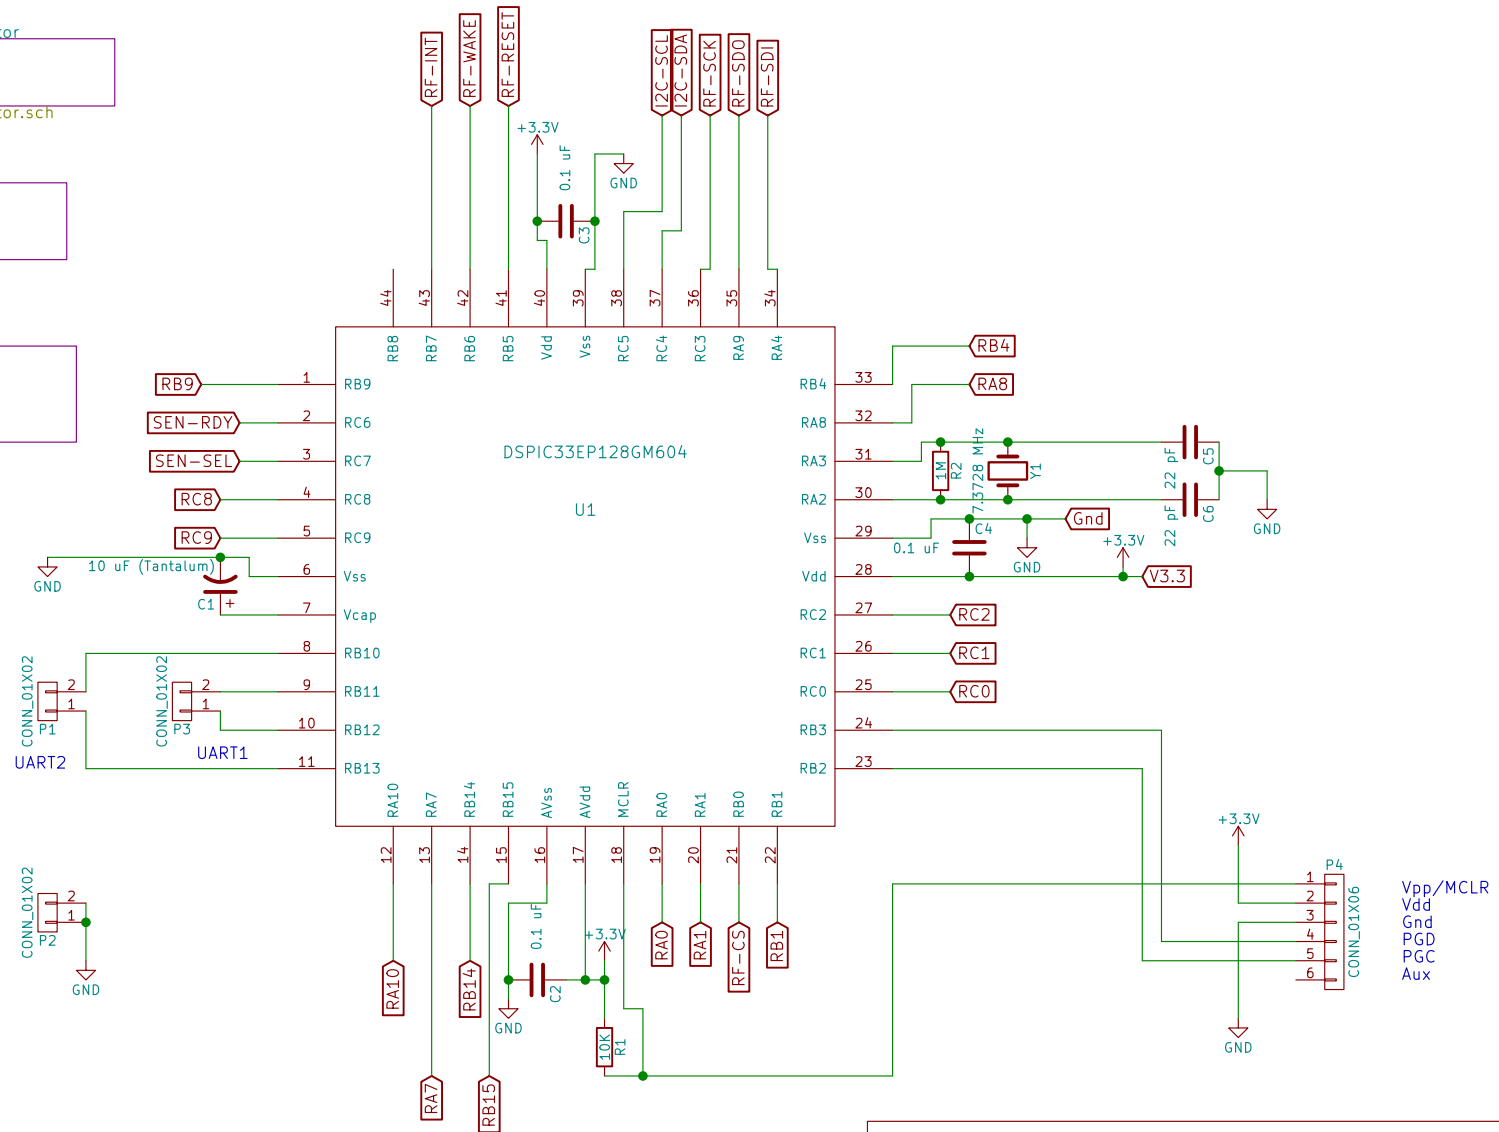 tor
tor.sch
RF-INT
RF-WAKE
RF-RESET
I2C-SCL
I2C-SDA
RF-SCK
RF-SDO
RF-SDI
+3.3V
0.1 uF
C3
GND
44
43
42
41
40
39
38
37
36
35
34
RB8
RB7
RB6
RB5
Vdd
Vss
RC5
RC4
RC3
RA9
RA4
DSPIC33EP128GM604
U1
RB9 1 RB9
SEN-RDY 2 RC6
SEN-SEL 3 RC7
RC8 4 RC8
RC9 5 RC9
6 Vss
7 Vcap
8 RB10
9 RB11
10 RB12
11 RB13
GND
10 uF (Tantalum)
C1 +
CONN_01X02
2
1
P1
UART2
CONN_01X02
2
1
P3
UART1
CONN_01X02
2
1
P2
GND
RB4 33 RB4
RA8 32 RA8
RA3 31
RA2 30
Vss 29
Vdd 28
RC2 27 RC2
RC1 26 RC1
RC0 25 RC0
RB3 24
RB2 23
1M
R2
7.3728 MHz
Y1
22 pF
C5
22 pF
C6
GND
Gnd
C4
0.1 uF
GND
+3.3V
V3.3
RA10
RA7
RB14
RB15
AVss
AVdd
MCLR
RA0
RA1
RB0
RB1
12
13
14
15
16
17
18
19
20
21
22
RA10
RA7
RB14
RB15
0.1 uF
C2
GND
+3.3V
10K
R1
RA0
RA1
RF-CS
RB1
+3.3V
GND
P4
CONN_01X06
1 Vpp/MCLR
2 Vdd
3 Gnd
4 PGD
5 PGC
6 Aux